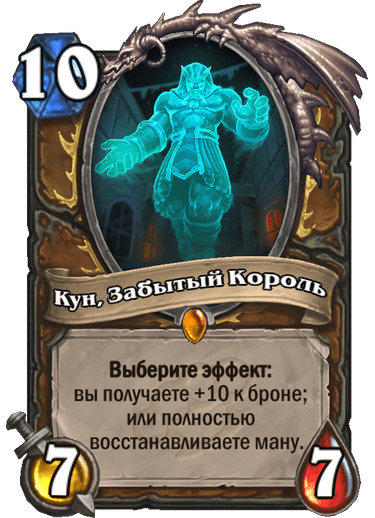 10
Кун, Забытый Король
Выберите эффект:
вы получаете +10 к броне;
или полностью
восстанавливаете ману.
7
7